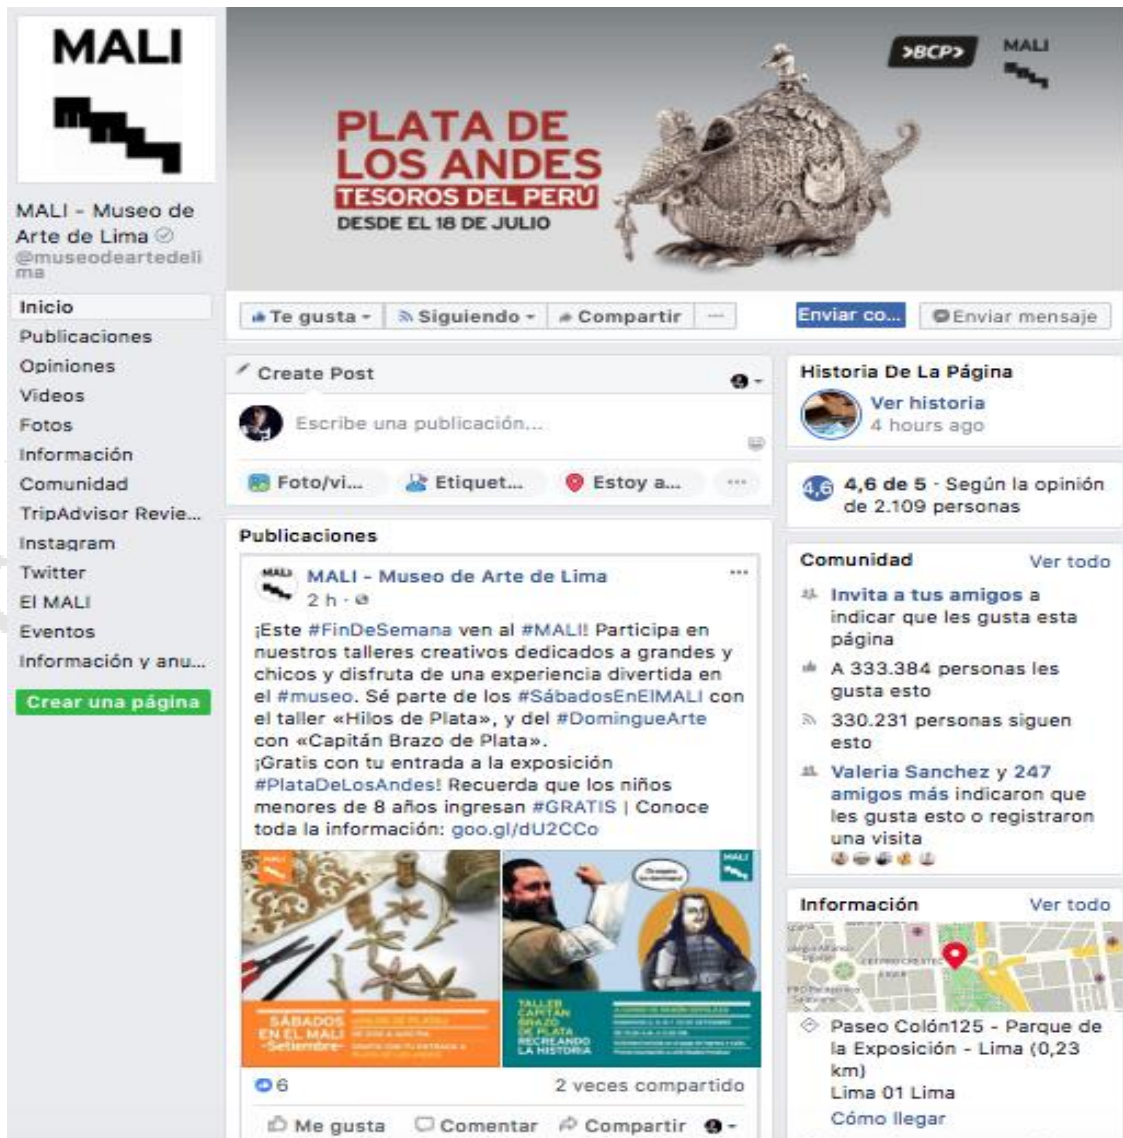 MALI
MALI - Museo de
Arte de Lima
@museodeartedeli
ma
Inicio
Publicaciones
Opiniones
Videos
Fotos
Información
Comunidad
TripAdvisor Revie...
Instagram
Twitter
El MALI
Eventos
Información y anu...
Crear una página
>BCP>
MALI
PLATA DE
LOS ANDES
TESOROS DEL PERÚ
DESDE EL 18 DE JULIO
Te gusta
Siguiendo
Compartir
...
Enviar co...
Enviar mensaje
Create Post
Escribe una publicación...
Foto/vi...
Etiquet...
Estoy a...
...
Publicaciones
MALI
MALI - Museo de Arte de Lima
...
2 h ·
¡Este #FinDeSemana ven al #MALI! Participa en
nuestros talleres creativos dedicados a grandes y
chicos y disfruta de una experiencia divertida en
el #museo. Sé parte de los #SábadosEnElMALI con
el taller «Hilos de Plata», y del #DomingueArte
con «Capitán Brazo de Plata».
¡Gratis con tu entrada a la exposición
#PlataDeLosAndes! Recuerda que los niños
menores de 8 años ingresan #GRATIS | Conoce
toda la información: goo.gl/dU2CCo
MALI
SÁBADOS
EN EL MALI
-Setiembre-
MALI
TALLER
CAPITÁN
BRAZO
DE PLATA
RECREANDO
LA HISTORIA
6
2 veces compartido
Me gusta
Comentar
Compartir
Historia De La Página
Ver historia
4 hours ago
4,6
4,6 de 5 · Según la opinión
de 2.109 personas
Comunidad
Ver todo
Invita a tus amigos a
indicar que les gusta esta
página
A 333.384 personas les
gusta esto
330.231 personas siguen
esto
Valeria Sanchez y 247
amigos más indicaron que
les gusta esto o registraron
una visita
Información
Ver todo
Paseo Colón125 - Parque de
la Exposición - Lima (0,23
km)
Lima 01 Lima
Cómo llegar